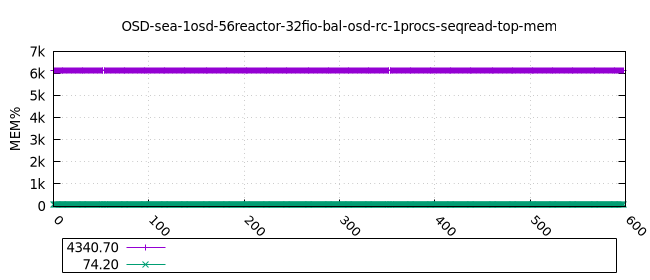 OSD-sea-1osd-56reactor-32fio-bal-osd-rc-1procs-seqread-top-mem
7k
6k
5k
4k
3k
2k
1k
0
MEM%
0
100
200
300
400
500
600
4340.70
74.20